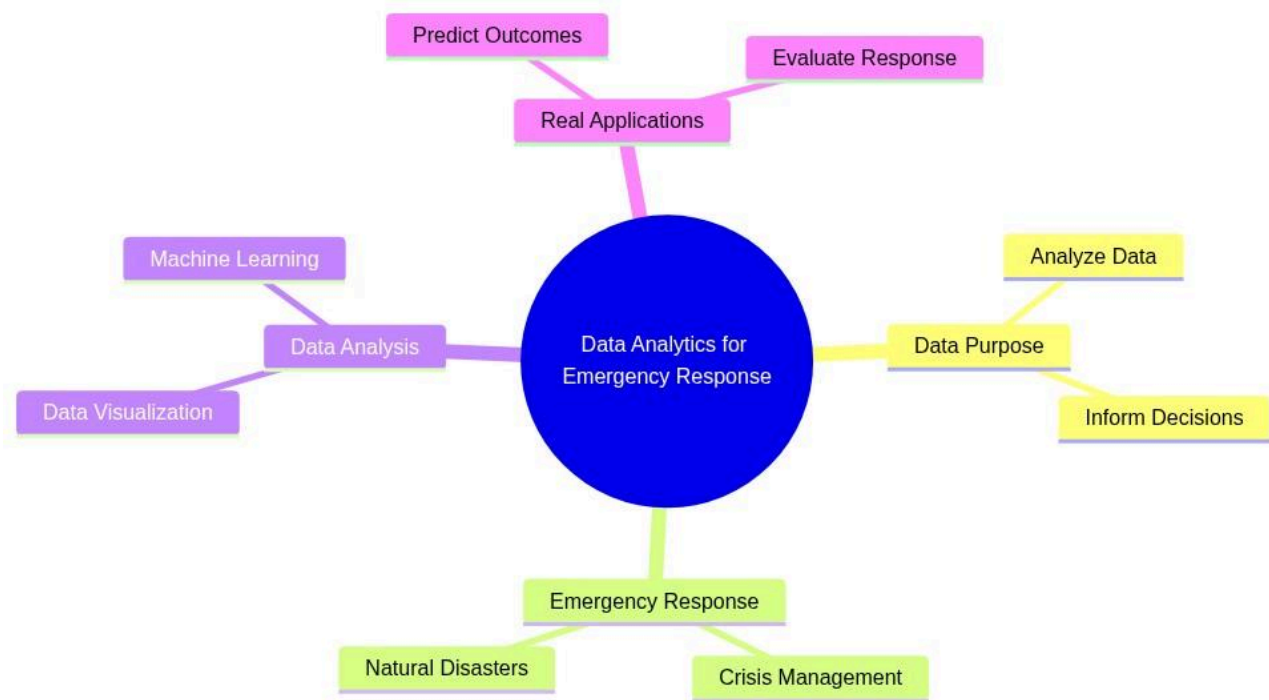 Predict Outcomes
Evaluate Response
Real Applications
Machine Learning
Analyze Data
Data Analysis
Data Analytics for
Emergency Response
Data Purpose
Data Visualization
Inform Decisions
Emergency Response
Natural Disasters
Crisis Management